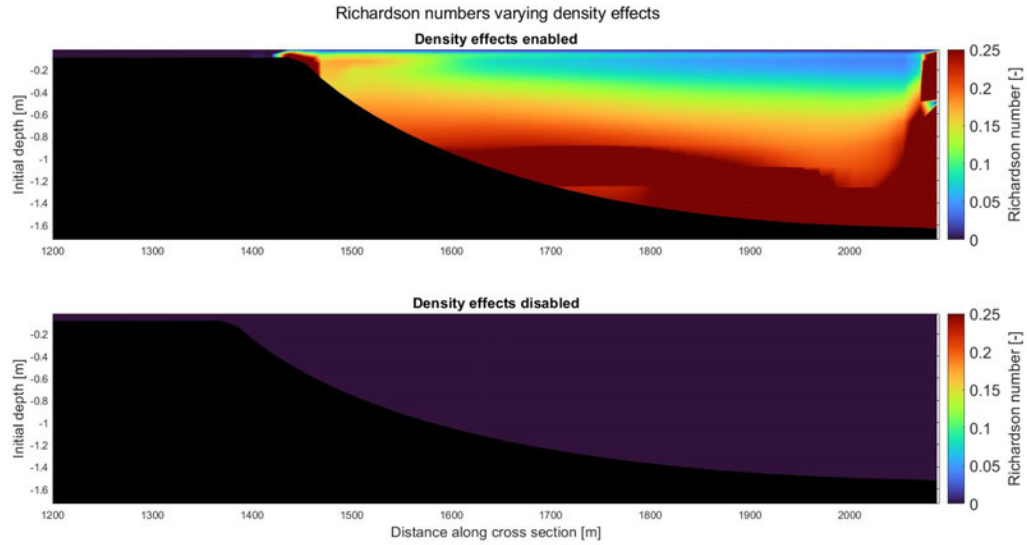 Richardson numbers varying density effects
Density effects enabled
Initial depth [m]
-0.2
-0.4
-0.6
-0.8
-1
-1.2
-1.4
-1.6
1200 1300 1400 1500 1600 1700 1800 1900 2000
0.25
0.2
0.15
0.1
0.05
0
Richardson number [-]
Density effects disabled
Initial depth [m]
-0.2
-0.4
-0.6
-0.8
-1
-1.2
-1.4
-1.6
1200 1300 1400 1500 1600 1700 1800 1900 2000
Distance along cross section [m]
0.25
0.2
0.15
0.1
0.05
0
Richardson number [-]